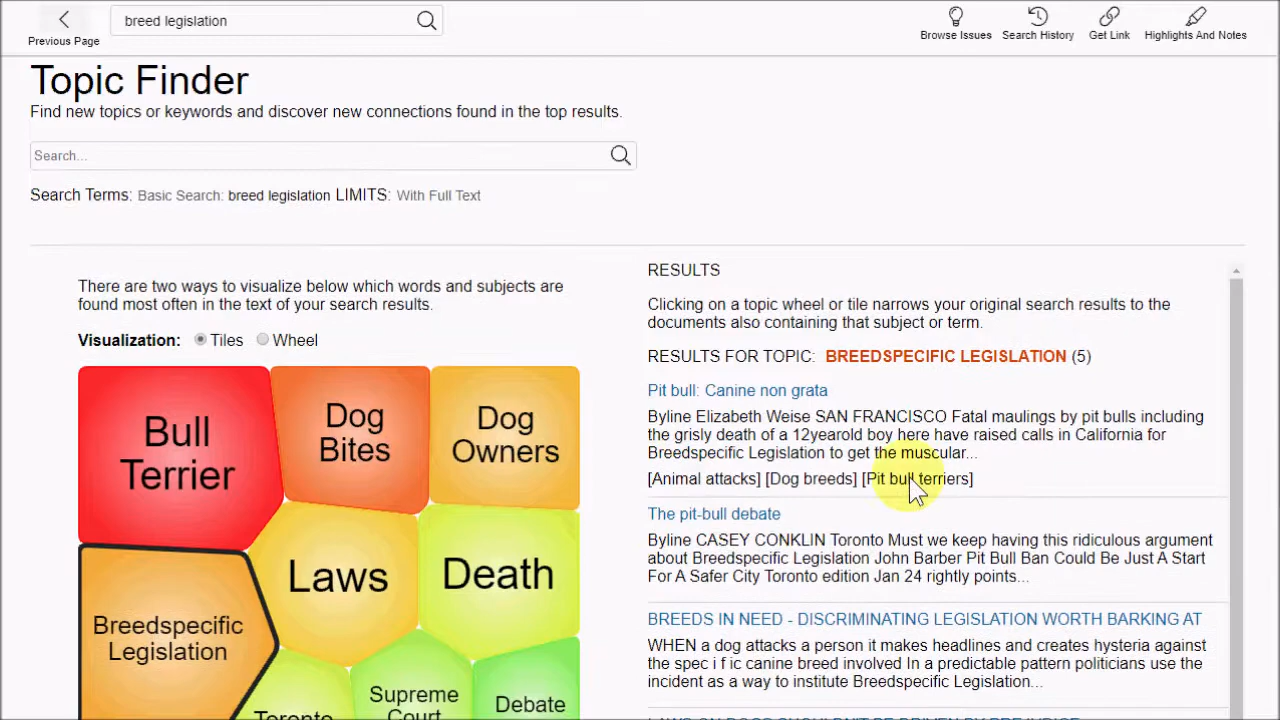 breed legislation
Previous Page
Browse Issues
Search History
Get Link
Highlights And Notes
Topic Finder
Find new topics or keywords and discover new connections found in the top results.
Search...
Search Terms: Basic Search: breed legislation LIMITS: With Full Text
There are two ways to visualize below which words and subjects are
found most often in the text of your search results.
Visualization: Tiles Wheel
Bull
Terrier
Dog
Bites
Dog
Owners
Laws
Death
Breedspecific
Legislation
Toronto
Supreme
Court
Debate
RESULTS
Clicking on a topic wheel or tile narrows your original search results to the
documents also containing that subject or term.
RESULTS FOR TOPIC: BREEDSPECIFIC LEGISLATION (5)
Pit bull: Canine non grata
Byline Elizabeth Weise SAN FRANCISCO Fatal maulings by pit bulls including
the grisly death of a 12yearold boy here have raised calls in California for
Breedspecific Legislation to get the muscular...
[Animal attacks] [Dog breeds] [Pit bull terriers]
The pit-bull debate
Byline CASEY CONKLIN Toronto Must we keep having this ridiculous argument
about Breedspecific Legislation John Barber Pit Bull Ban Could Be Just A Start
For A Safer City Toronto edition Jan 24 rightly points...
BREEDS IN NEED - DISCRIMINATING LEGISLATION WORTH BARKING AT
WHEN a dog attacks a person it makes headlines and creates hysteria against
the spec i f ic canine breed involved In a predictable pattern politicians use the
incident as a way to institute Breedspecific Legislation...
LAWS ON DOGS SHOULDN'T BE DRIVEN BY PREJUDICE